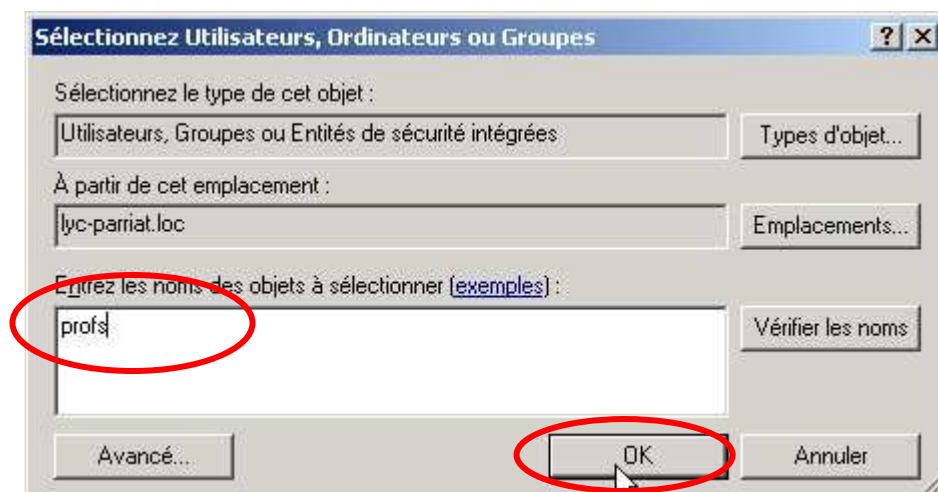 Sélectionnez Utilisateurs, Ordinateurs ou Groupes
Sélectionnez le type de cet objet :
Utilisateurs, Groupes ou Entités de sécurité intégrées
Types d'objet...
À partir de cet emplacement :
lyc-parriat.loc
Emplacements...
Entrez les noms des objets à sélectionner (exemples) :
profs
Vérifier les noms
Avancé...
OK
Annuler